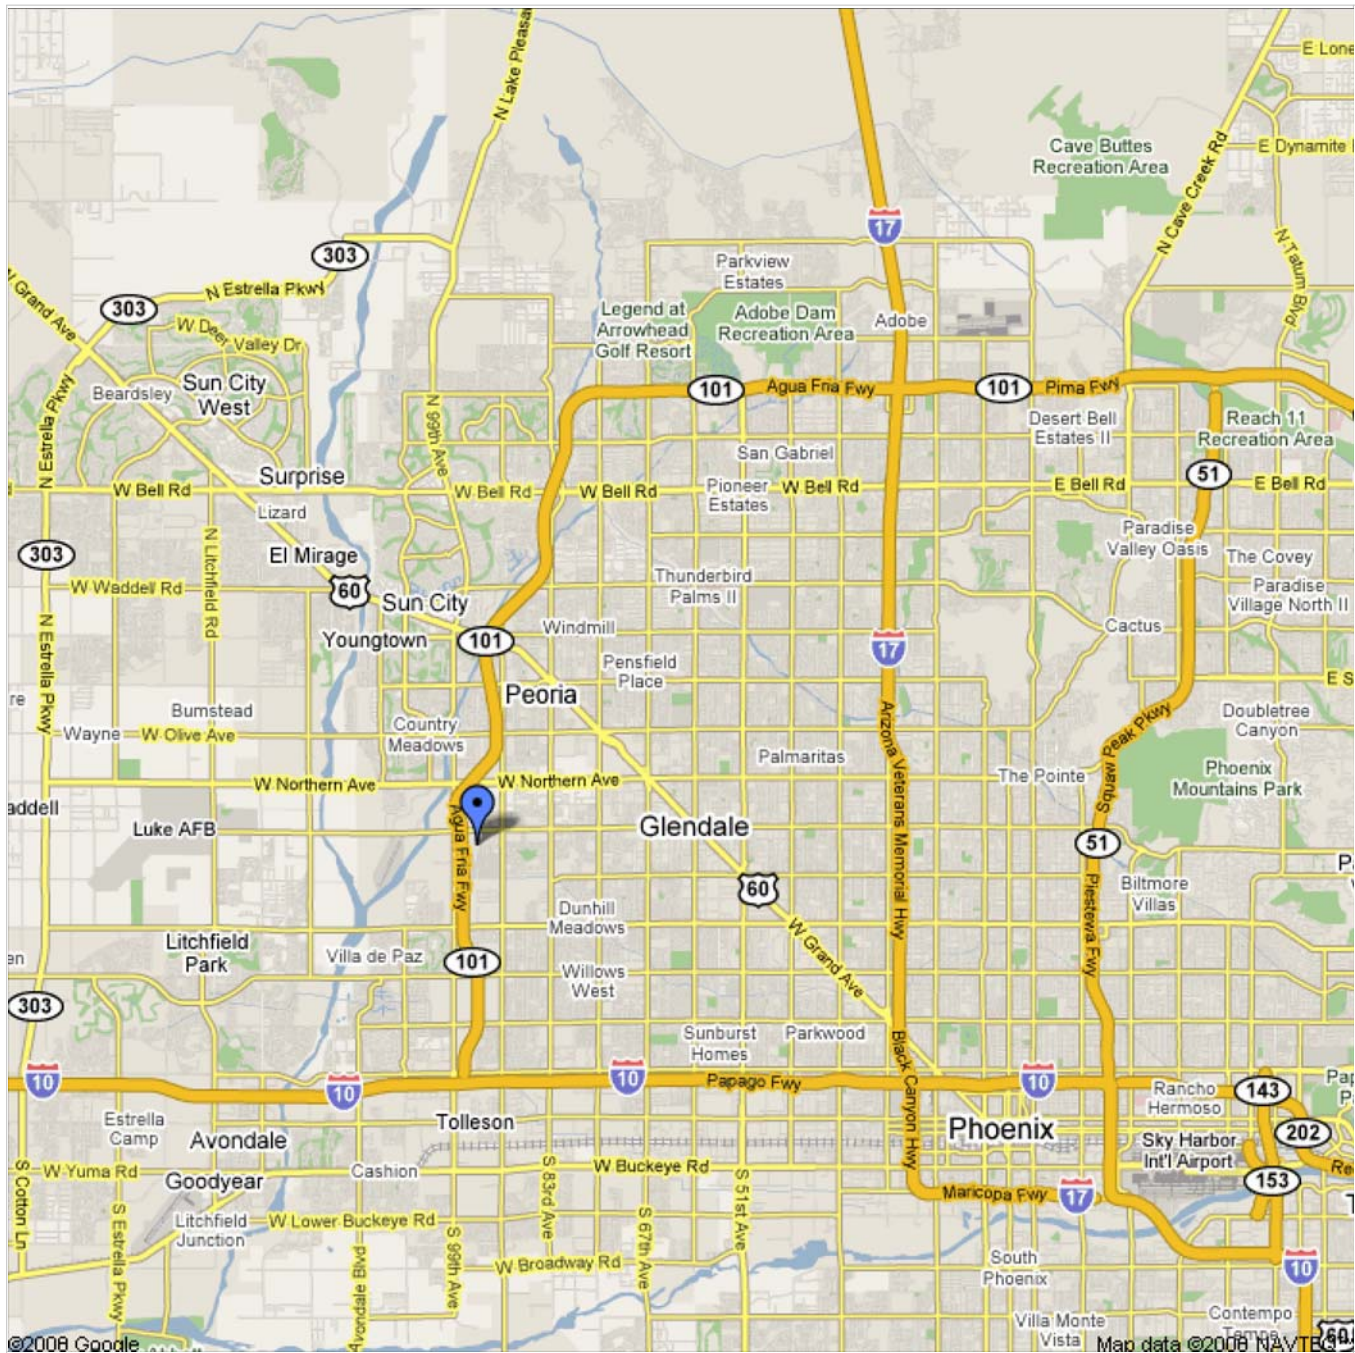 N Lake Pleasa
E Lone
Cave Buttes
Recreation Area
E Dynamite
N Cave Creek Rd
17
303
N Tatum Blvd
Parkview
Estates
N Grand Ave
N Estrella Pkwy
303
Legend at
Arrowhead
Golf Resort
Adobe Dam
Recreation Area
Adobe
W Deer Valley Dr
Sun City
West
Beardsley
N Estrella Pkwy
N 99th Ave
101
Agua Fria Fwy
101
Pima Fwy
Desert Bell
Estates II
Reach 11
Recreation Area
San Gabriel
Surprise
51
W Bell Rd
W Bell Rd
W Bell Rd
Pioneer
Estates
W Bell Rd
E Bell Rd
E Bell Rd
Lizard
N Litchfield Rd
Paradise
Valley Oasis
303
El Mirage
The Covey
W Waddell Rd
60
Thunderbird
Palms II
Paradise
Village North II
Sun City
N Estrella Pkwy
Youngtown
101
Windmill
Cactus
17
Pensfield
Place
E S
re
Peoria
Bumstead
Country
Meadows
Arizona Veterans Memorial Hwy
Squaw Peak Pkwy
Doubletree
Canyon
Wayne
W Olive Ave
Palmaritas
W Northern Ave
W Northern Ave
The Pointe
Phoenix
Mountains Park
addell
Luke AFB
Agua Fria Fwy
Glendale
51
60
Piestewa Fwy
Biltmore
Villas
Dunhill
Meadows
Litchfield
Park
Villa de Paz
W Grand Ave
en
101
Willows
West
303
Sunburst
Homes
Parkwood
Black Canyon Hwy
10
10
10
Papago Fwy
10
Rancho
Hermoso
143
Estrella
Camp
Avondale
Tolleson
Phoenix
Sky Harbor
Int'l Airport
202
W Yuma Rd
Goodyear
Cashion
S 83rd Ave
W Buckeye Rd
S 51st Ave
153
S Cotton Ln
S Estrella Pkwy
Litchfield
Junction
W Lower Buckeye Rd
S 99th Ave
S 67th Ave
Maricopa Fwy
17
Avondale Blvd
W Broadway Rd
South
Phoenix
10
Villa Monte
Vista
Contempo
Tempe
60
©2008 Google
Map data ©2008 NAVTEQ™